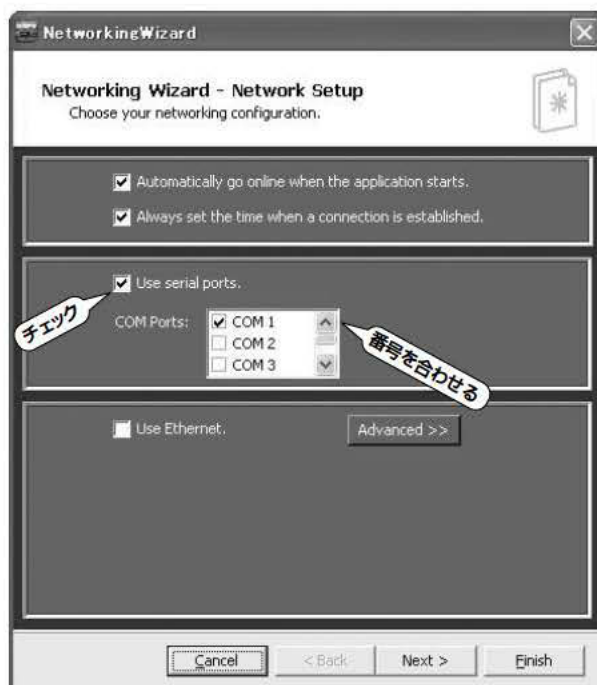 NetworkingWizard
Networking Wizard - Network Setup
Choose your networking configuration.
Automatically go online when the application starts.
Always set the time when a connection is established.
Use serial ports.
チェック
COM Ports:
COM 1
COM 2
COM 3
番号を合わせる
Use Ethernet.
Advanced >>
Cancel
< Back
Next >
Finish